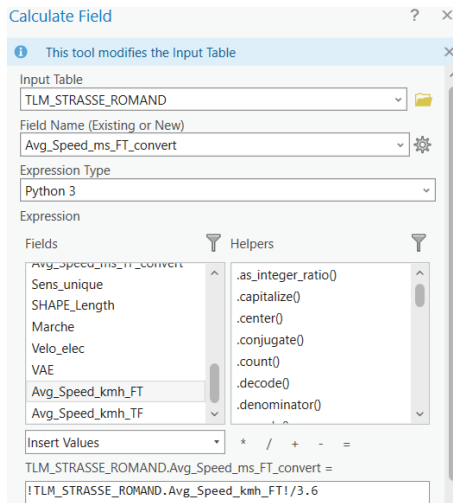 Calculate Field ? ×
This tool modifies the Input Table ×
Input Table
TLM_STRASSE_ROMAND
Field Name (Existing or New)
Avg_Speed_ms_FT_convert
Expression Type
Python 3
Expression
Fields Helpers
Sens_unique
SHAPE_Length
Marche
Velo_elec
VAE
Avg_Speed_kmh_FT
Avg_Speed_kmh_TF
.as_integer_ratio()
.capitalize()
.center()
.conjugate()
.count()
.decode()
.denominator()
Insert Values * / + - =
TLM_STRASSE_ROMAND.Avg_Speed_ms_FT_convert =
!TLM_STRASSE_ROMAND.Avg_Speed_kmh_FT!/3.6